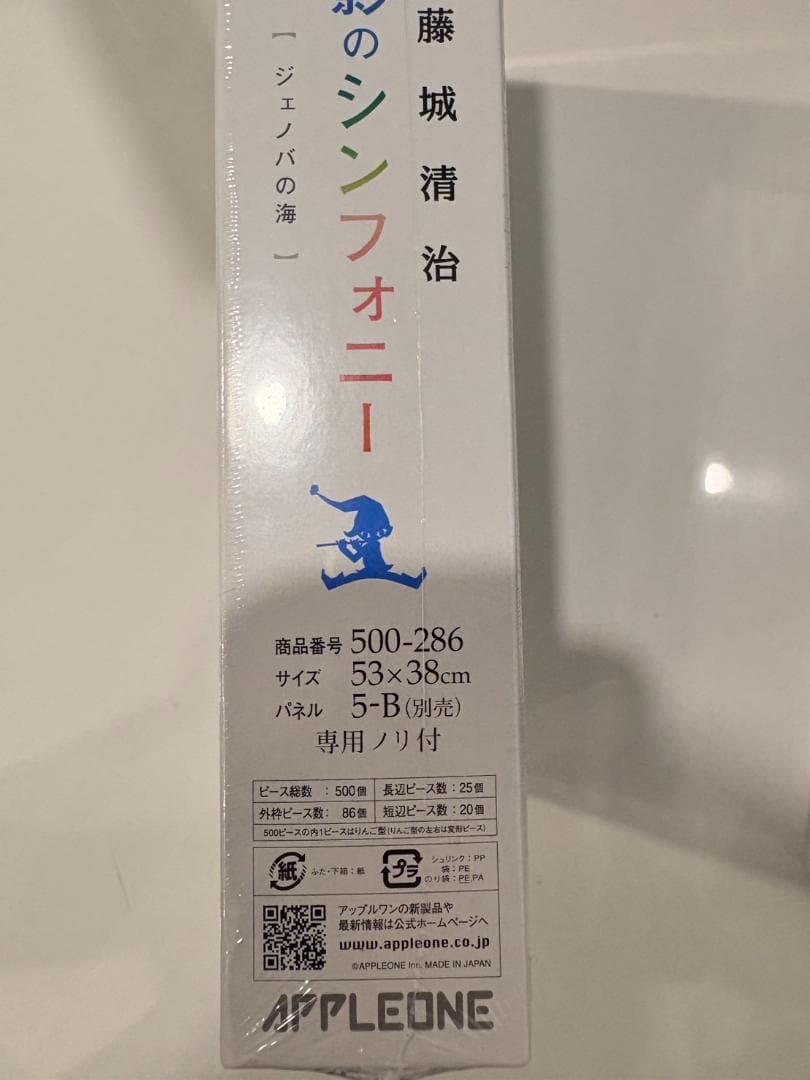 藤城清治
影のシンフォニー
【ジェノバの海】
商品番号 500-286
サイズ 53×38cm
パネル 5-B(別売)
専用ノリ付
ピース総数 : 500個 長辺ピース数 : 25個
外枠ピース数: 86個 短辺ピース数 : 20個
500ピースの内1ピースはりんご型(りんご型の左右は変形ピース)
紙 ふた・下箱 : 紙
プラ シュリンク : PP
袋 : PE
のり袋 : PE,PA
アップルワンの新製品や
最新情報は公式ホームページへ
www.appleone.co.jp
©APPLEONE Inc. MADE IN JAPAN
APPLEONE